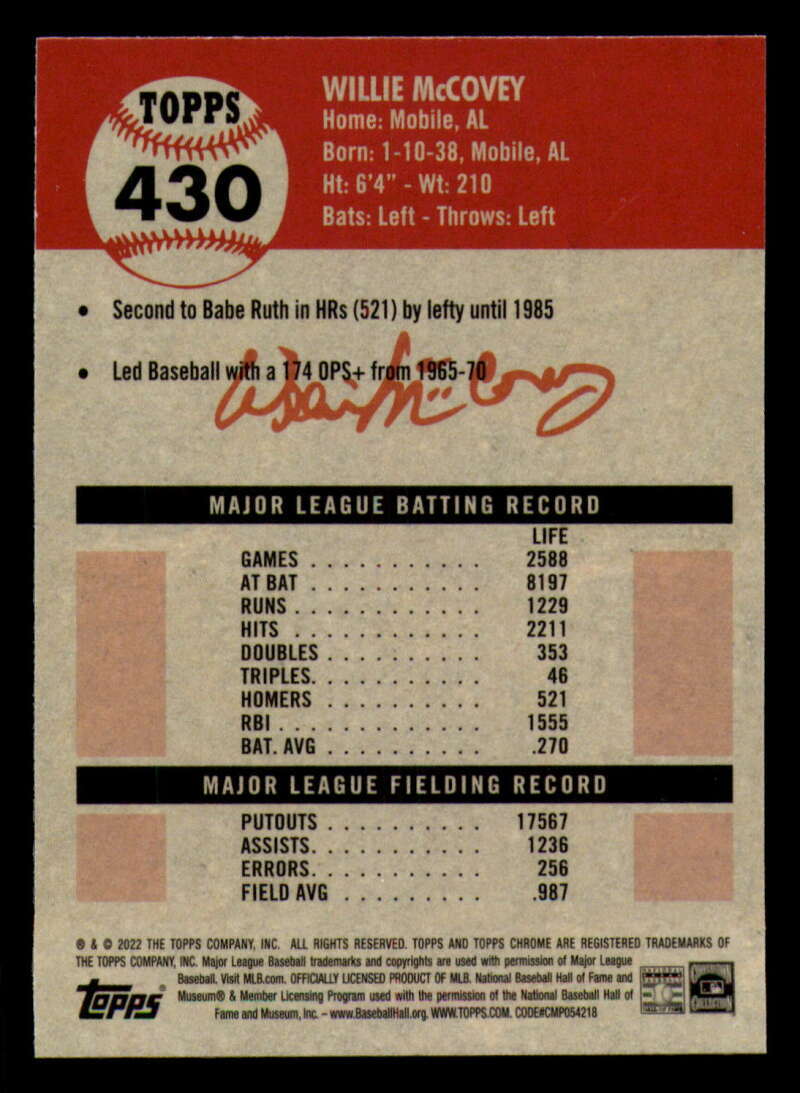 TOPPS
430
WILLIE McCOVEY
Home: Mobile, AL
Born: 1-10-38, Mobile, AL
Ht: 6'4" - Wt: 210
Bats: Left - Throws: Left
• Second to Babe Ruth in HRs (521) by lefty until 1985
• Led Baseball with a 174 OPS+ from 1965-70
Willie McCovey
MAJOR LEAGUE BATTING RECORD
LIFE
GAMES . . . . . . . . . . . 2588
AT BAT . . . . . . . . . . . 8197
RUNS . . . . . . . . . . . . 1229
HITS . . . . . . . . . . . . 2211
DOUBLES . . . . . . . . . . 353
TRIPLES. . . . . . . . . . . 46
HOMERS . . . . . . . . . . 521
RBI . . . . . . . . . . . . . 1555
BAT. AVG . . . . . . . . . . .270
MAJOR LEAGUE FIELDING RECORD
PUTOUTS . . . . . . . . . . 17567
ASSISTS. . . . . . . . . . . 1236
ERRORS. . . . . . . . . . . 256
FIELD AVG . . . . . . . . . .987
® & © 2022 THE TOPPS COMPANY, INC. ALL RIGHTS RESERVED. TOPPS AND TOPPS CHROME ARE REGISTERED TRADEMARKS OF
THE TOPPS COMPANY, INC. Major League Baseball trademarks and copyrights are used with permission of Major League
Baseball. Visit MLB.com. OFFICIALLY LICENSED PRODUCT OF MLB. National Baseball Hall of Fame and
Museum® & Member Licensing Program used with the permission of the National Baseball Hall of
Fame and Museum, Inc. – www.BaseballHall.org. WWW.TOPPS.COM. CODE#CMP054218
Topps®